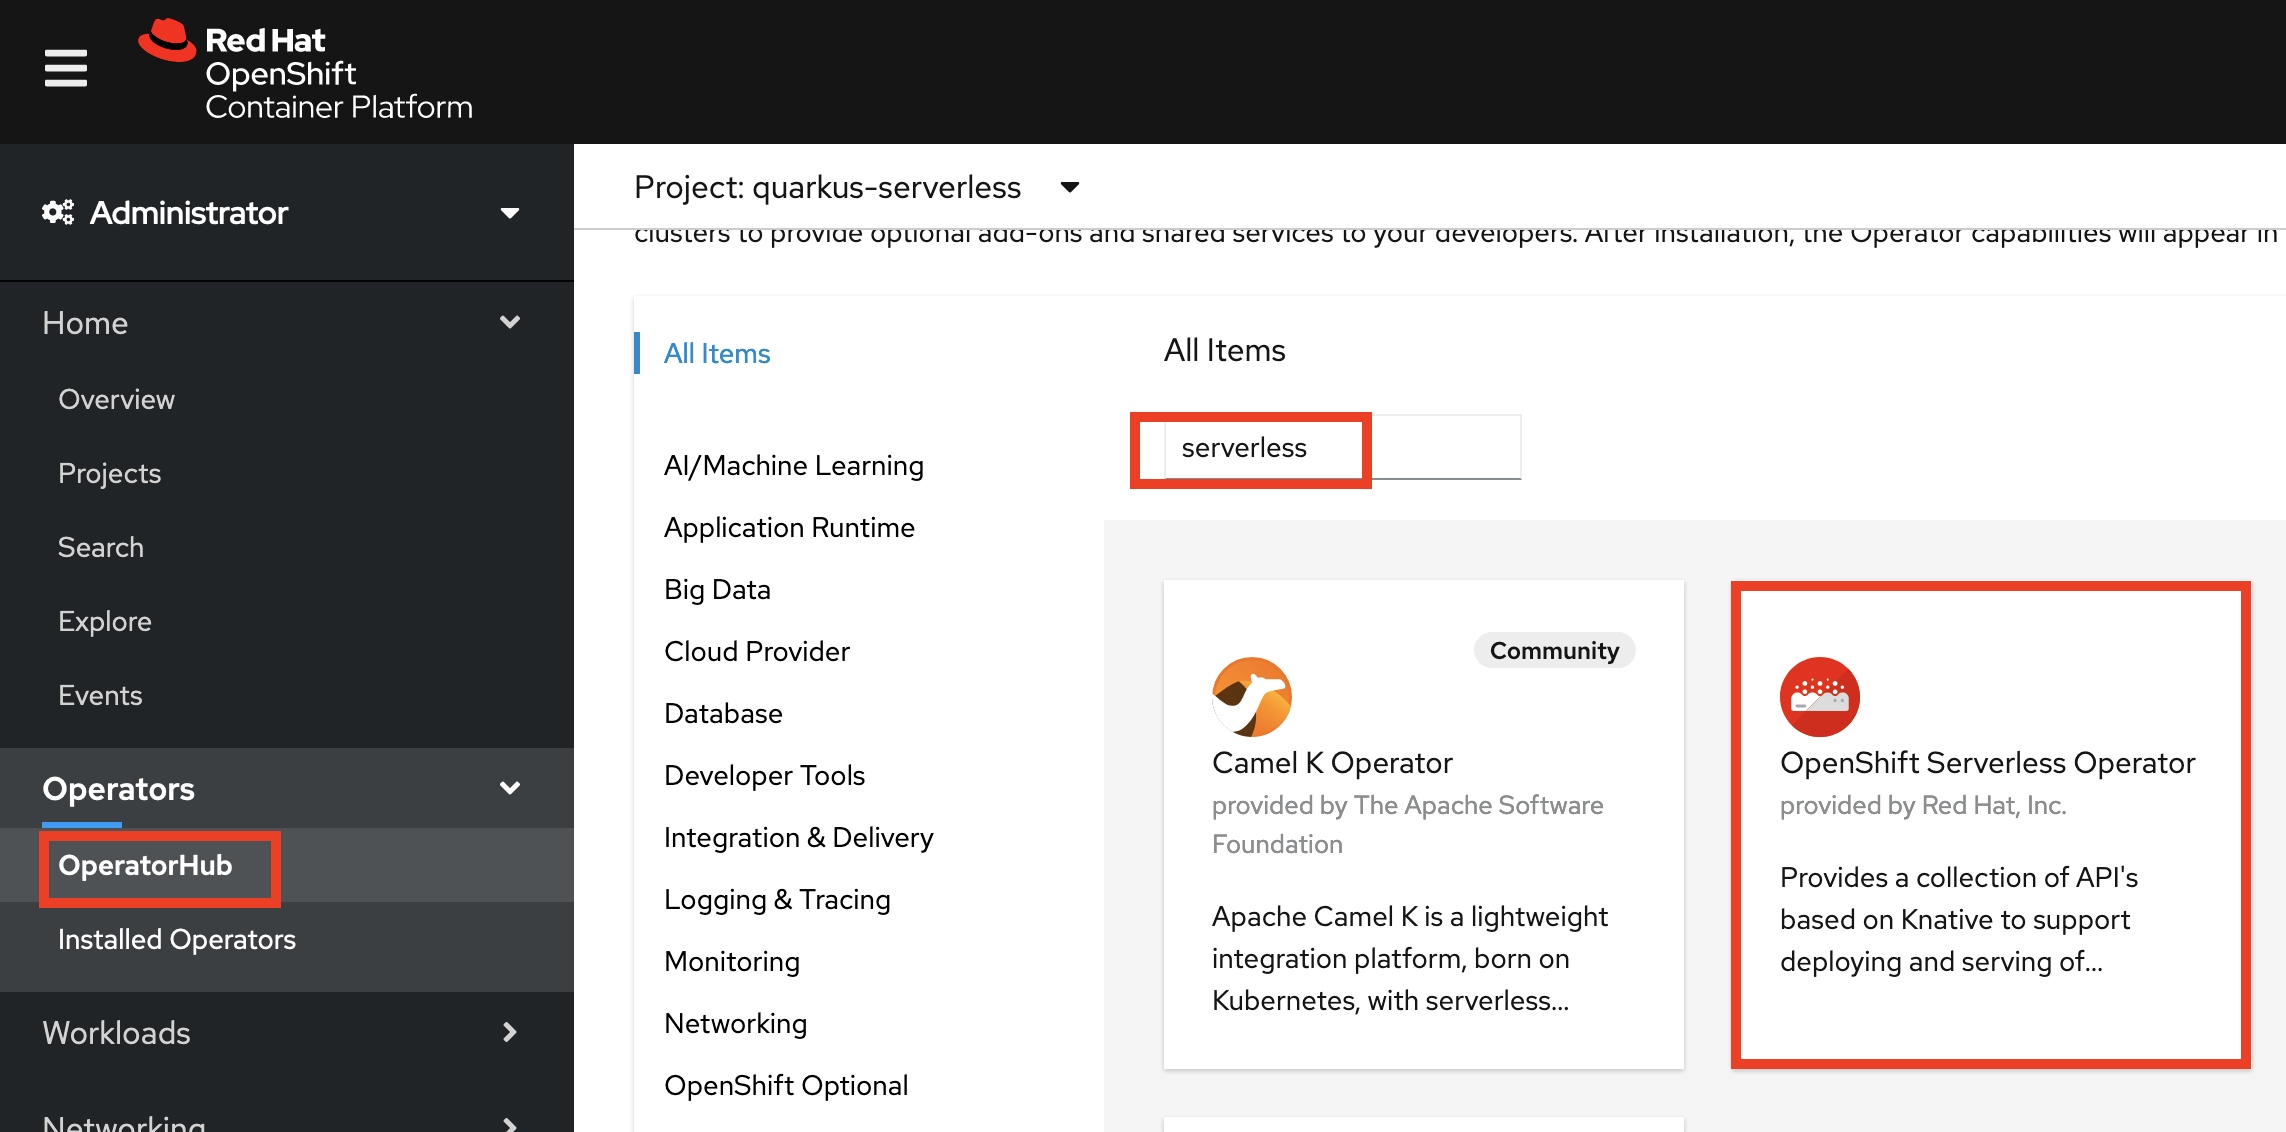 Red Hat
OpenShift
Container Platform
Administrator
Home
Overview
Projects
Search
Explore
Events
Operators
OperatorHub
Installed Operators
Workloads
Networking
Project: quarkus-serverless
clusters to provide optional add-ons and shared services to your developers. After installation, the Operator capabilities will appear in
All Items
AI/Machine Learning
Application Runtime
Big Data
Cloud Provider
Database
Developer Tools
Integration & Delivery
Logging & Tracing
Monitoring
Networking
OpenShift Optional
All Items
serverless
Community
Camel K Operator
provided by The Apache Software
Foundation
Apache Camel K is a lightweight
integration platform, born on
Kubernetes, with serverless...
OpenShift Serverless Operator
provided by Red Hat, Inc.
Provides a collection of API's
based on Knative to support
deploying and serving of...